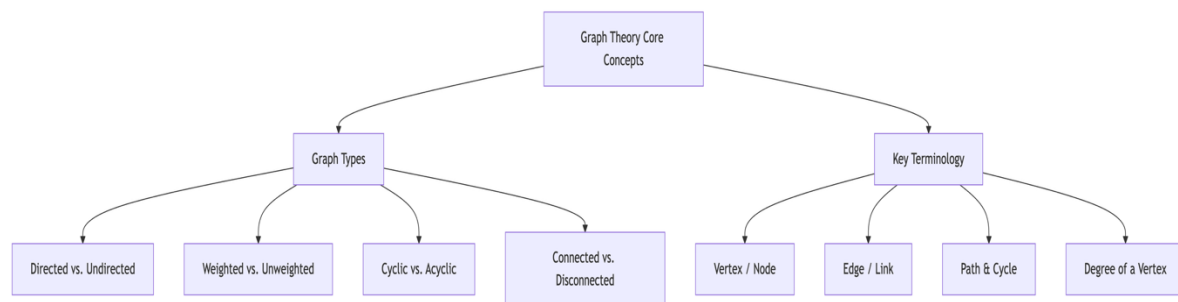 Graph Theory Core
Concepts
Graph Types
Key Terminology
Directed vs. Undirected
Weighted vs. Unweighted
Cyclic vs. Acyclic
Connected vs.
Disconnected
Vertex / Node
Edge / Link
Path & Cycle
Degree of a Vertex